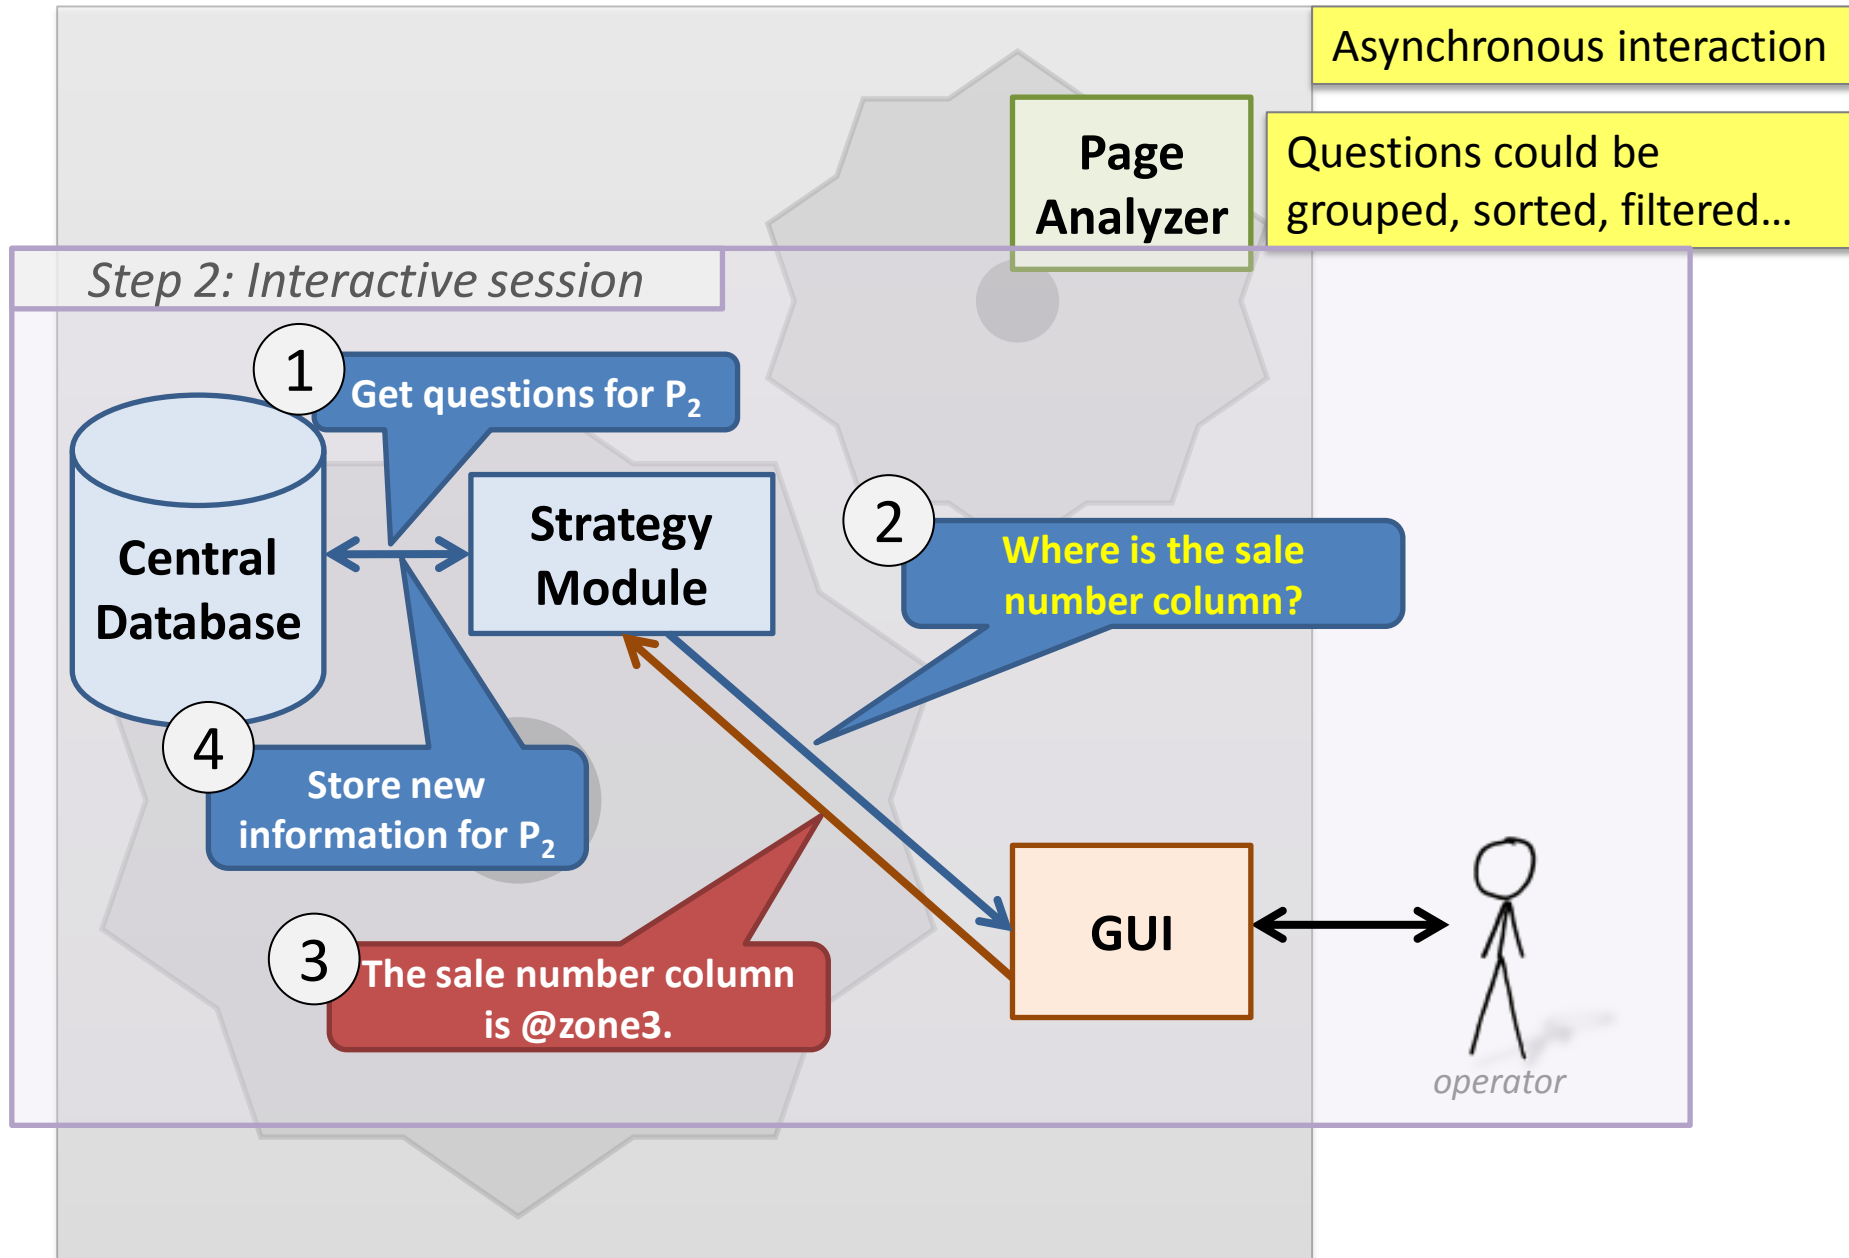 Asynchronous interaction
Page
Analyzer
Questions could be
grouped, sorted, filtered…
Step 2: Interactive session
1
Get questions for P₂
Central
Database
Strategy
Module
2
Where is the sale
number column?
4
Store new
information for P₂
3
The sale number column
is @zone3.
GUI
operator